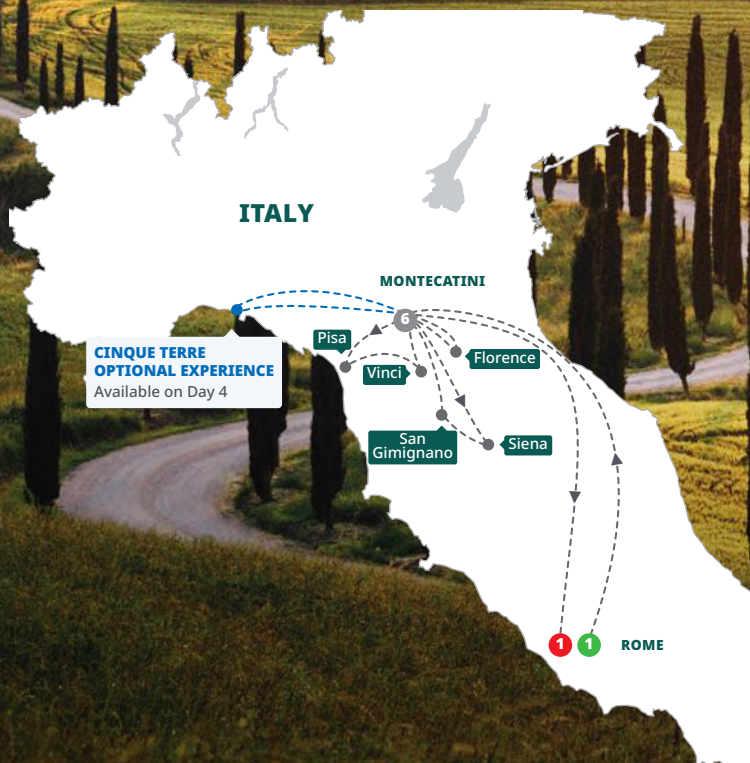 ITALY
MONTECATINI
6
CINQUE TERRE
OPTIONAL EXPERIENCE
Available on Day 4
Pisa
Florence
Vinci
San
Gimignano
Siena
1
1
ROME